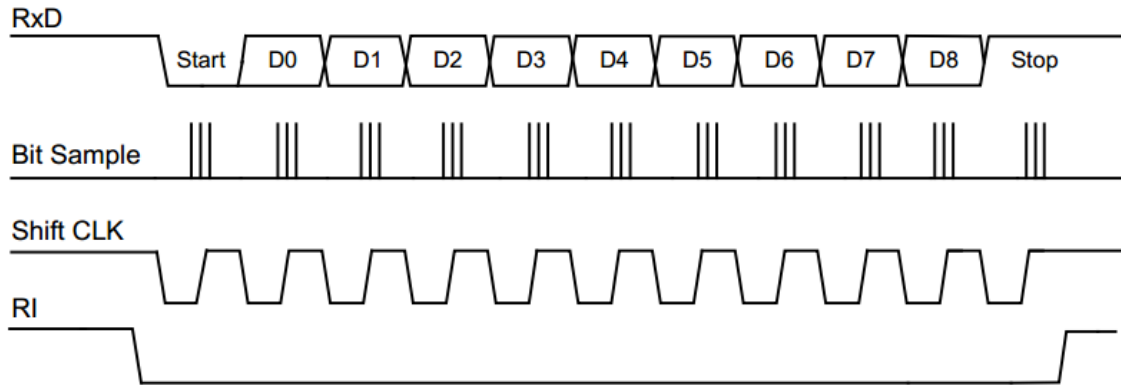 RxD
Start D0 D1 D2 D3 D4 D5 D6 D7 D8 Stop
Bit Sample
Shift CLK
RI